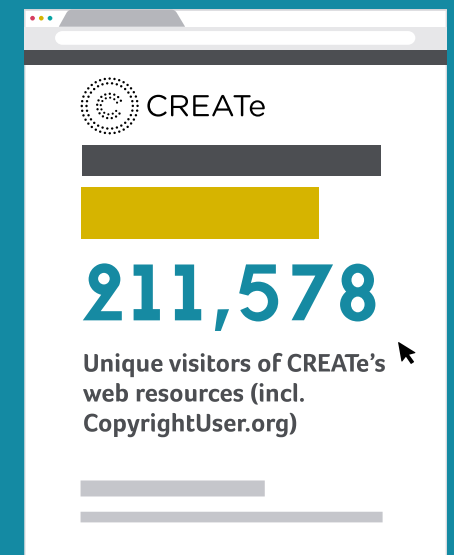 CREATe
211,578
Unique visitors of CREATe's
web resources (incl.
CopyrightUser.org)